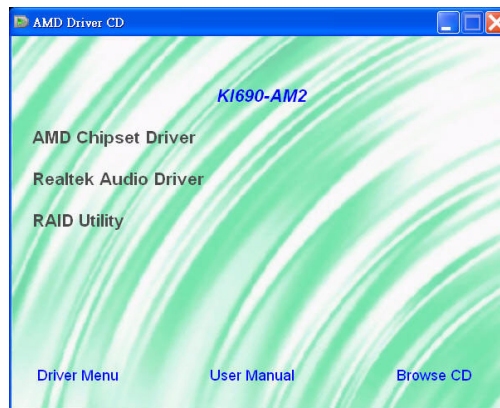 AMD Driver CD
KI690-AM2
AMD Chipset Driver
Realtek Audio Driver
RAID Utility
Driver Menu User Manual Browse CD